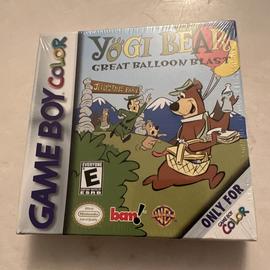 GAME BOY COLOR
YOGI BEAR
GREAT BALLOON BLAST
JELLYSTONE PARK
EVERYONE
E
ESRB
Nintendo
bam!
WB
ONLY FOR
GAME BOY
COLOR